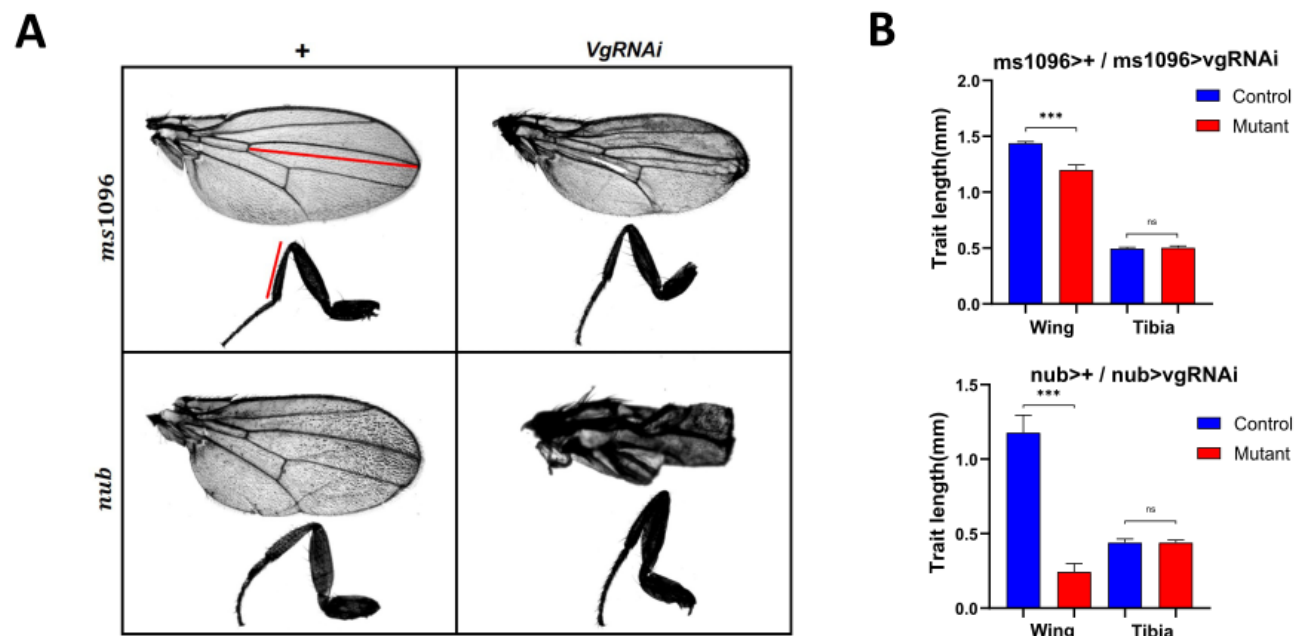 A
+
VgRNAi
ms1096
nub
B
ms1096>+ / ms1096>vgRNAi
Trait length(mm)
2.0
1.5
1.0
0.5
0.0
***
ns
Wing
Tibia
Control
Mutant
nub>+ / nub>vgRNAi
Trait length(mm)
1.5
1.0
0.5
0.0
***
ns
Wing
Tibia
Control
Mutant